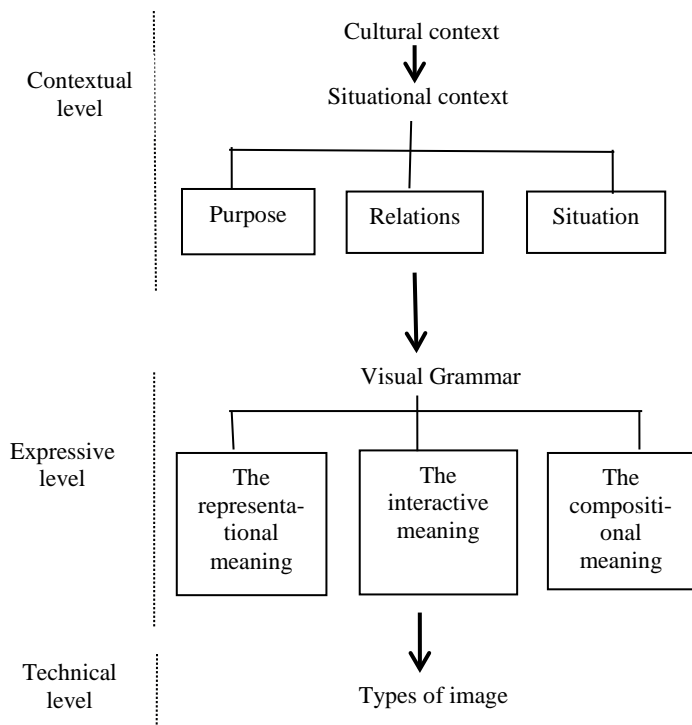 Cultural context
Contextual
level
Situational context
Purpose
Relations
Situation
Visual Grammar
Expressive
level
The
representa-
tional
meaning
The
interactive
meaning
The
compositi-
onal
meaning
Technical
level
Types of image